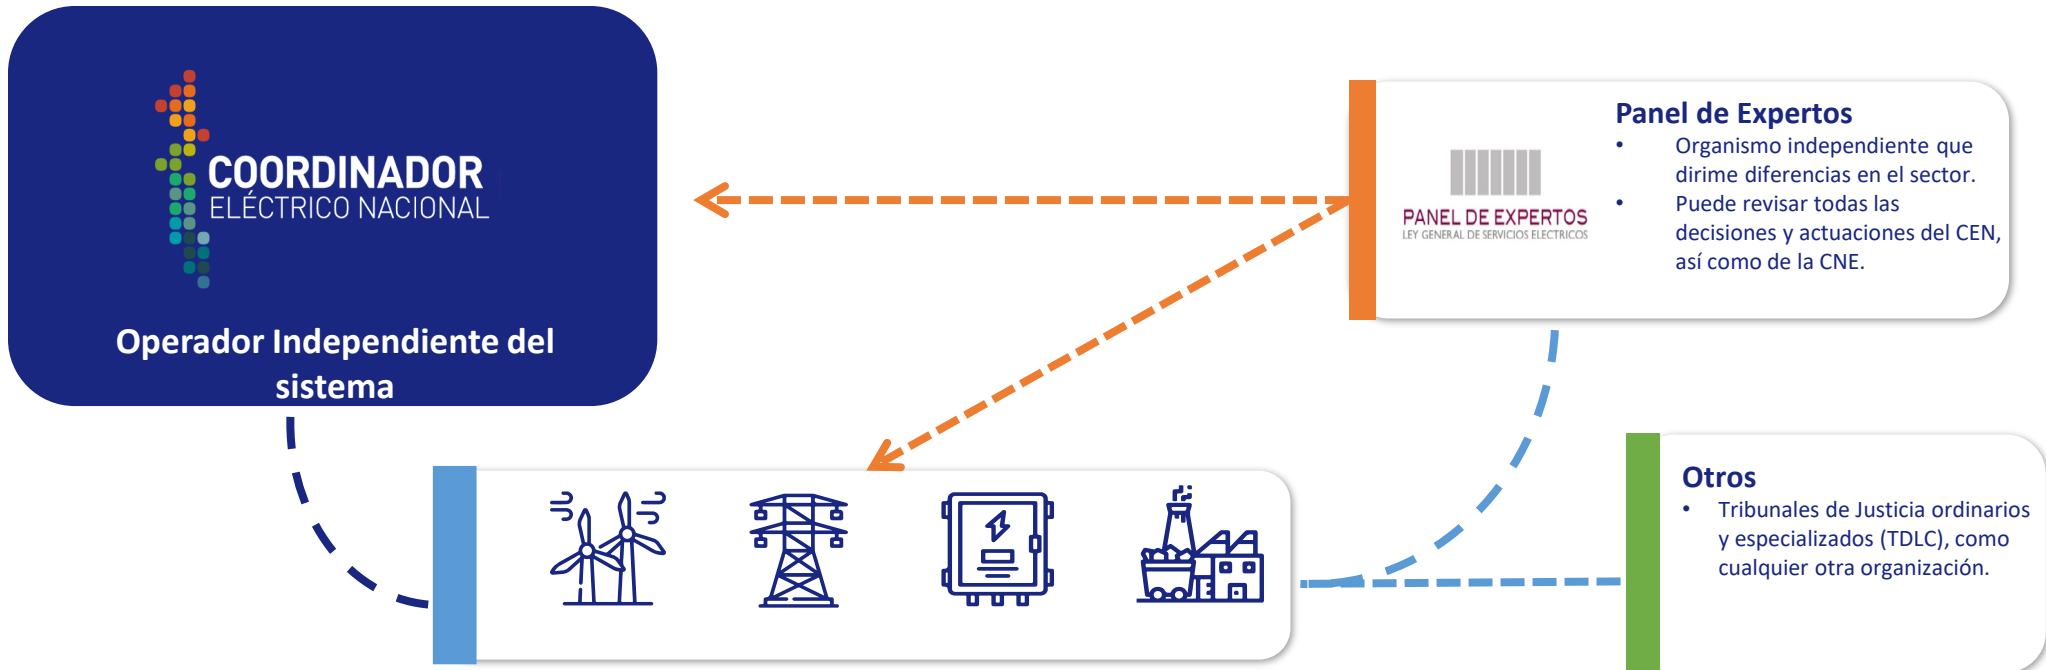 COORDINADOR
ELÉCTRICO NACIONAL
Operador Independiente del
sistema
PANEL DE EXPERTOS
LEY GENERAL DE SERVICIOS ELECTRICOS
Panel de Expertos
• Organismo independiente que
dirime diferencias en el sector.
• Puede revisar todas las
decisiones y actuaciones del CEN,
así como de la CNE.
Otros
• Tribunales de Justicia ordinarios
y especializados (TDLC), como
cualquier otra organización.